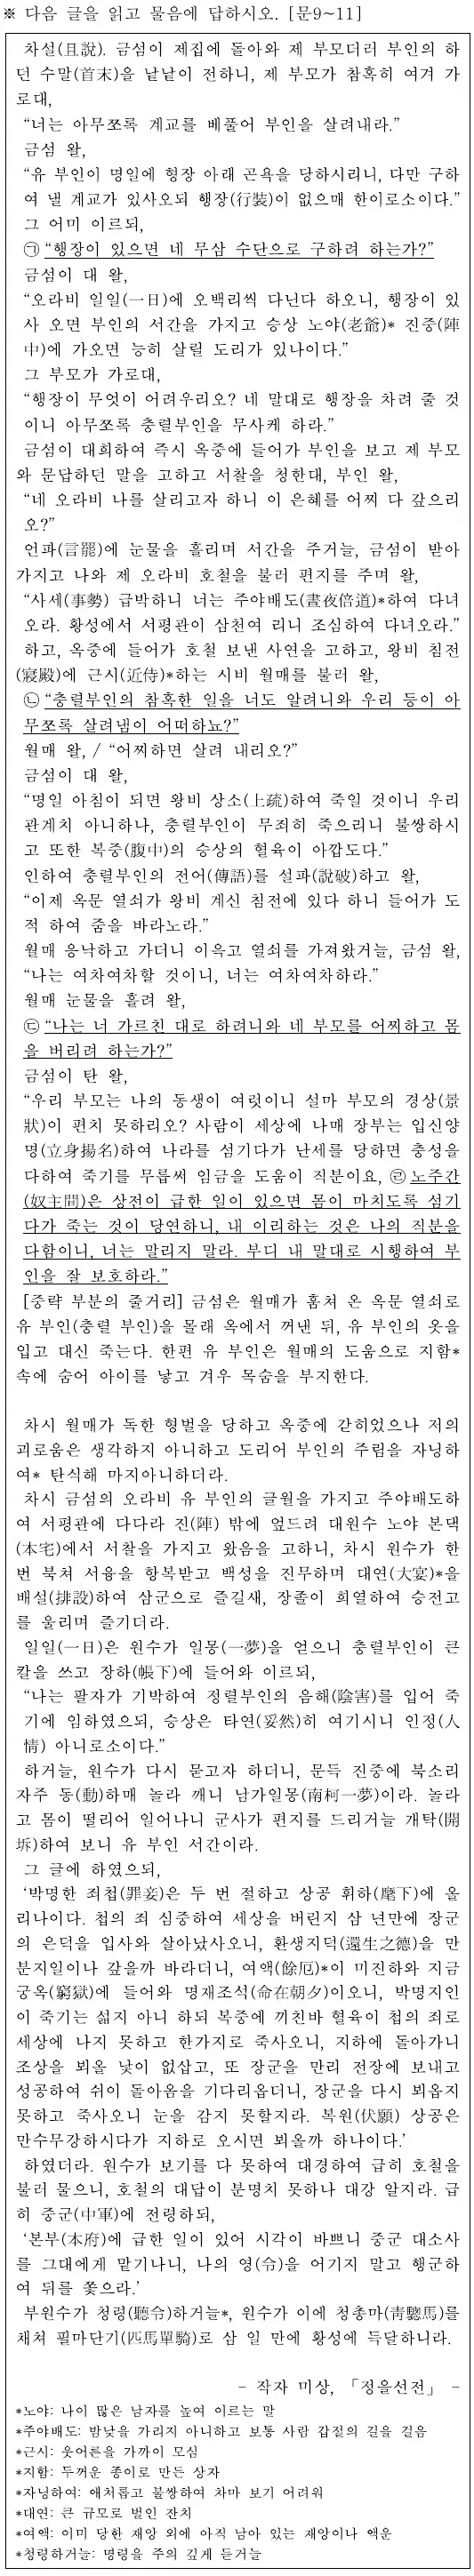 ※ 다음 글을 읽고 물음에 답하시오. [문9~11]
차설(且說). 금섬이 제집에 돌아와 제 부모더러 부인의 하
던 수말(首末)을 낱낱이 전하니, 제 부모가 참혹히 여겨 가
로대,
“너는 아무쪼록 계교를 베풀어 부인을 살려내라.”
금섬 왈,
“유 부인이 명일에 형장 아래 곤욕을 당하시리니, 다만 구하
여 낼 계교가 있사오되 행장(行裝)이 없으매 한이로소이다.”
그 어미 이르되,
㉠ “행장이 있으면 네 무삼 수단으로 구하려 하는가?”
금섬이 대 왈,
“오라비 일일(一日)에 오백리씩 다닌다 하오니, 행장이 있
사 오면 부인의 서간을 가지고 승상 노야(老爺)* 진중(陣
中)에 가오면 능히 살릴 도리가 있나이다.”
그 부모가 가로대,
“행장이 무엇이 어려우리오? 네 말대로 행장을 차려 줄 것
이니 아무쪼록 충렬부인을 무사케 하라.”
금섬이 대희하여 즉시 옥중에 들어가 부인을 보고 제 부모
와 문답하던 말을 고하고 서찰을 청한대, 부인 왈,
“네 오라비 나를 살리고자 하니 이 은혜를 어찌 다 갚으리
오?”
언파(言罷)에 눈물을 흘리며 서간을 주거늘, 금섬이 받아
가지고 나와 제 오라비 호철을 불러 편지를 주며 왈,
“사세(事勢) 급박하니 너는 주야배도(晝夜倍道)*하여 다녀
오라. 황성에서 서평관이 삼천여 리니 조심하여 다녀오라.”
하고, 옥중에 들어가 호철 보낸 사연을 고하고, 왕비 침전
(寢殿)에 근시(近侍)*하는 시비 월매를 불러 왈,
㉡ “충렬부인의 참혹한 일을 너도 알려니와 우리 등이 아
무쪼록 살려냄이 어떠하뇨?”
월매 왈, / “어찌하면 살려 내리오?”
금섬이 대 왈,
“명일 아침이 되면 왕비 상소(上疏)하여 죽일 것이니 우리
관계치 아니하나, 충렬부인이 무죄히 죽으리니 불쌍하시
고 또한 복중(腹中)의 승상의 혈육이 아깝도다.”
인하여 충렬부인의 전어(傳語)를 설파(說破)하고 왈,
“이제 옥문 열쇠가 왕비 계신 침전에 있다 하니 들어가 도
적 하여 줌을 바라노라.”
월매 응낙하고 가더니 이윽고 열쇠를 가져왔거늘, 금섬 왈,
“나는 여차여차할 것이니, 너는 여차여차하라.”
월매 눈물을 흘려 왈,
㉢ “나는 너 가르친 대로 하려니와 네 부모를 어찌하고 몸
을 버리려 하는가?”
금섬이 탄 왈,
“우리 부모는 나의 동생이 여럿이니 설마 부모의 경상(景
狀)이 편치 못하리오? 사람이 세상에 나매 장부는 입신양
명(立身揚名)하여 나라를 섬기다가 난세를 당하면 충성을
다하여 죽기를 무릅써 임금을 도움이 직분이요, ㉣ 노주간
(奴主間)은 상전이 급한 일이 있으면 몸이 마치도록 섬기
다가 죽는 것이 당연하니, 내 이리하는 것은 나의 직분을
다함이니, 너는 말리지 말라. 부디 내 말대로 시행하여 부
인을 잘 보호하라.”
[중략 부분의 줄거리] 금섬은 월매가 훔쳐 온 옥문 열쇠로
유 부인(충렬 부인)을 몰래 옥에서 꺼낸 뒤, 유 부인의 옷을
입고 대신 죽는다. 한편 유 부인은 월매의 도움으로 지함*
속에 숨어 아이를 낳고 겨우 목숨을 부지한다.
차시 월매가 독한 형벌을 당하고 옥중에 갇히었으나 저의
괴로움은 생각하지 아니하고 도리어 부인의 주림을 자닝하
여* 탄식해 마지아니하더라.
차시 금섬의 오라비 유 부인의 글월을 가지고 주야배도하
여 서평관에 다다라 진(陣) 밖에 엎드려 대원수 노야 본댁
(本宅)에서 서찰을 가지고 왔음을 고하니, 차시 원수가 한
번 북쳐 서융을 항복받고 백성을 진무하며 대연(大宴)*을
배설(排設)하여 삼군으로 즐길새, 장졸이 희열하여 승전고
를 울리며 즐기더라.
일일(一日)은 원수가 일몽(一夢)을 얻으니 충렬부인이 큰
칼을 쓰고 장하(帳下)에 들어와 이르되,
“나는 팔자가 기박하여 정렬부인의 음해(陰害)를 입어 죽
기에 임하였으되, 승상은 타연(妥然)히 여기시니 인정(人
情) 아니로소이다.”
하거늘, 원수가 다시 묻고자 하더니, 문득 진중에 북소리
자주 동(動)하매 놀라 깨니 남가일몽(南柯一夢)이라. 놀라
고 몸이 떨리어 일어나니 군사가 편지를 드리거늘 개탁(開
坼)하여 보니 유 부인 서간이라.
그 글에 하였으되,
‘박명한 죄첩(罪妾)은 두 번 절하고 상공 휘하(麾下)에 올
리나이다. 첩의 죄 심중하여 세상을 버린지 삼 년만에 장군
의 은덕을 입사와 살아났사오니, 환생지덕(還生之德)을 만
분지일이나 갚을까 바라더니, 여액(餘厄)*이 미진하와 지금
궁옥(窮獄)에 들어와 명재조석(命在朝夕)이오니, 박명지인
이 죽기는 섧지 아니 하되 복중에 끼친바 혈육이 첩의 죄로
세상에 나지 못하고 한가지로 죽사오니, 지하에 돌아가니
조상을 뵈올 낯이 없삽고, 또 장군을 만리 전장에 보내고
성공하여 쉬이 돌아옴을 기다리옵더니, 장군을 다시 뵈옵지
못하고 죽사오니 눈을 감지 못할지라. 복원(伏願) 상공은
만수무강하시다가 지하로 오시면 뵈올까 하나이다.’
하였더라. 원수가 보기를 다 못하여 대경하여 급히 호철을
불러 물으니, 호철의 대답이 분명치 못하나 대강 알지라. 급
히 중군(中軍)에 전령하되,
‘본부(本府)에 급한 일이 있어 시각이 바쁘니 중군 대소사
를 그대에게 맡기나니, 나의 영(令)을 어기지 말고 행군하
여 뒤를 쫓으라.’
부원수가 청령(聽令)하거늘*, 원수가 이에 청총마(靑驄馬)를
채쳐 필마단기(匹馬單騎)로 삼 일 만에 황성에 득달하니라.
- 작자 미상, 「정을선전」 -
*노야: 나이 많은 남자를 높여 이르는 말
*주야배도: 밤낮을 가리지 아니하고 보통 사람 갑절의 길을 걸음
*근시: 웃어른을 가까이 모심
*지함: 두꺼운 종이로 만든 상자
*자닝하여: 애처롭고 불쌍하여 차마 보기 어려워
*대연: 큰 규모로 벌인 잔치
*여액: 이미 당한 재앙 외에 아직 남아 있는 재앙이나 액운
*청령하거늘: 명령을 주의 깊게 듣거늘